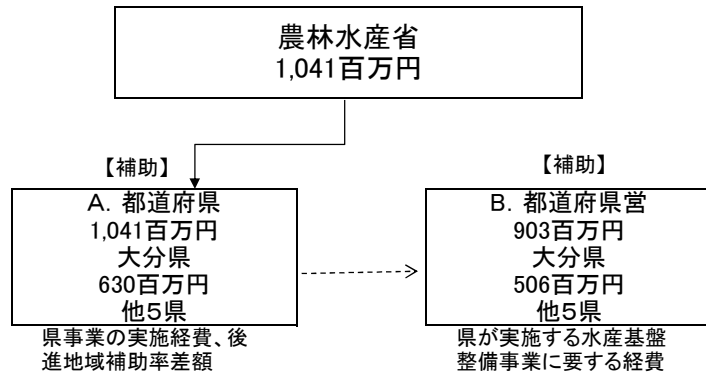 農林水産省
1,041百万円
【補助】
A. 都道府県
1,041百万円
大分県
630百万円
他5県
県事業の実施経費、後
進地域補助率差額
【補助】
B. 都道府県営
903百万円
大分県
506百万円
他5県
県が実施する水産基盤
整備事業に要する経費